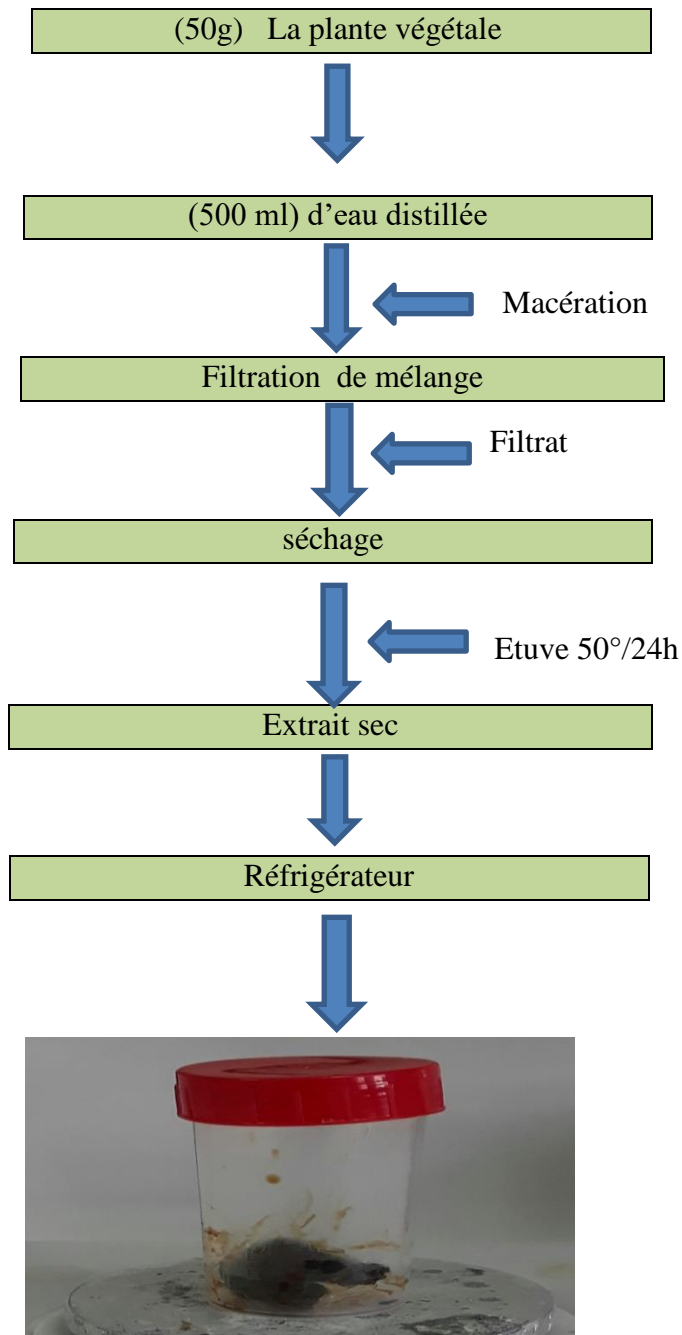 (50g) La plante végétale
(500 ml) d’eau distillée
Macération
Filtration de mélange
Filtrat
séchage
Etuve 50°/24h
Extrait sec
Réfrigérateur